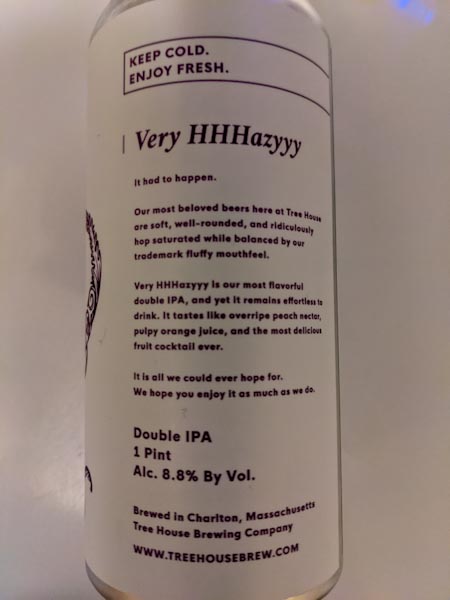 KEEP COLD.
ENJOY FRESH.
Very HHHazyyy
It had to happen.
Our most beloved beers here at Tree House
are soft, well-rounded, and ridiculously
hop saturated while balanced by our
trademark fluffy mouthfeel.
Very HHHazyyy is our most flavorful
double IPA, and yet it remains effortless to
drink. It tastes like overripe peach nectar,
pulpy orange juice, and the most delicious
fruit cocktail ever.
It is all we could ever hope for.
We hope you enjoy it as much as we do.
Double IPA
1 Pint
Alc. 8.8% By Vol.
Brewed in Charlton, Massachusetts
Tree House Brewing Company
WWW.TREEHOUSEBREW.COM